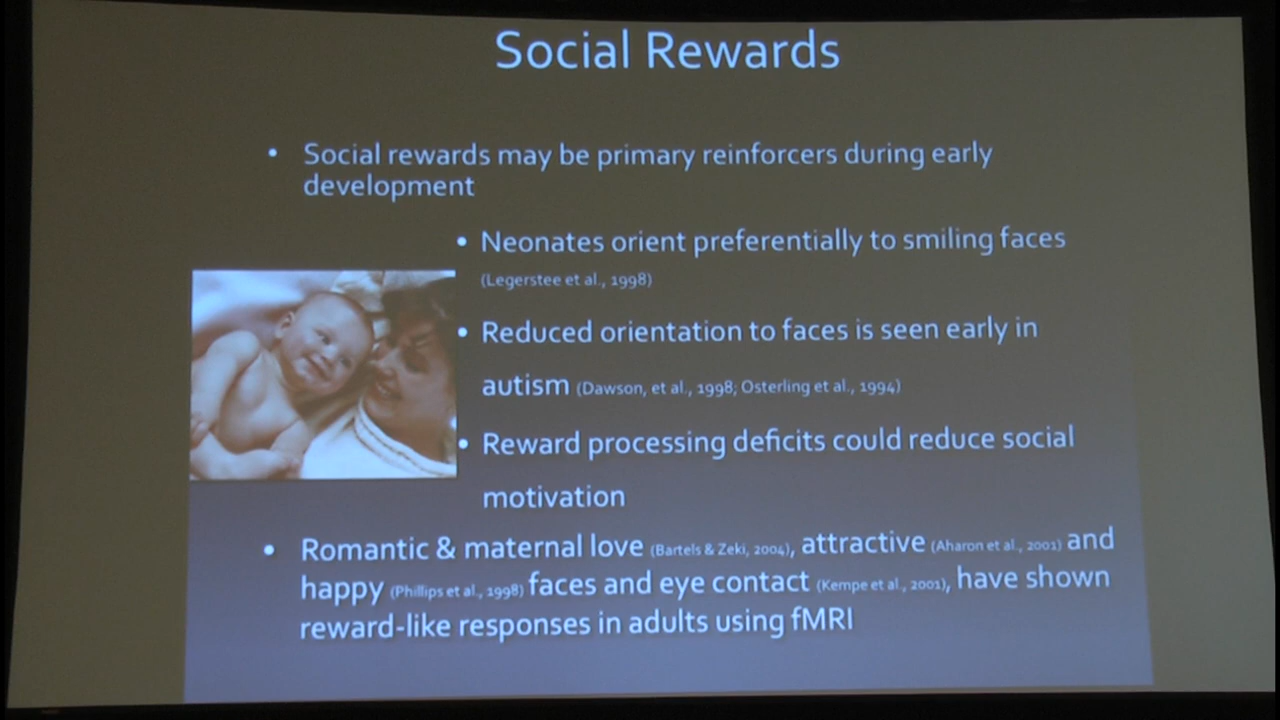 Social Rewards
• Social rewards may be primary reinforcers during early
development
• Neonates orient preferentially to smiling faces
(Legerstee et al., 1998)
• Reduced orientation to faces is seen early in
autism (Dawson, et al., 1998; Osterling et al., 1994)
• Reward processing deficits could reduce social
motivation
• Romantic & maternal love (Bartels & Zeki, 2004), attractive (Aharon et al., 2001) and
happy (Phillips et al., 1998) faces and eye contact (Kempe et al., 2001), have shown
reward-like responses in adults using fMRI